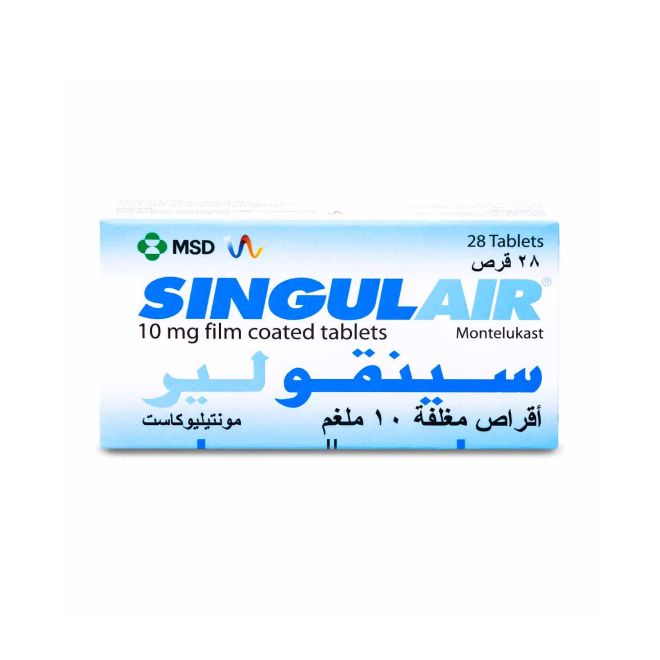 MSD
28 Tablets
٢٨ قرص
SINGULAIR®
10 mg film coated tablets
Montelukast
سينقولير
أقراص مغلفة ١٠ ملغم
مونتيليوكاست